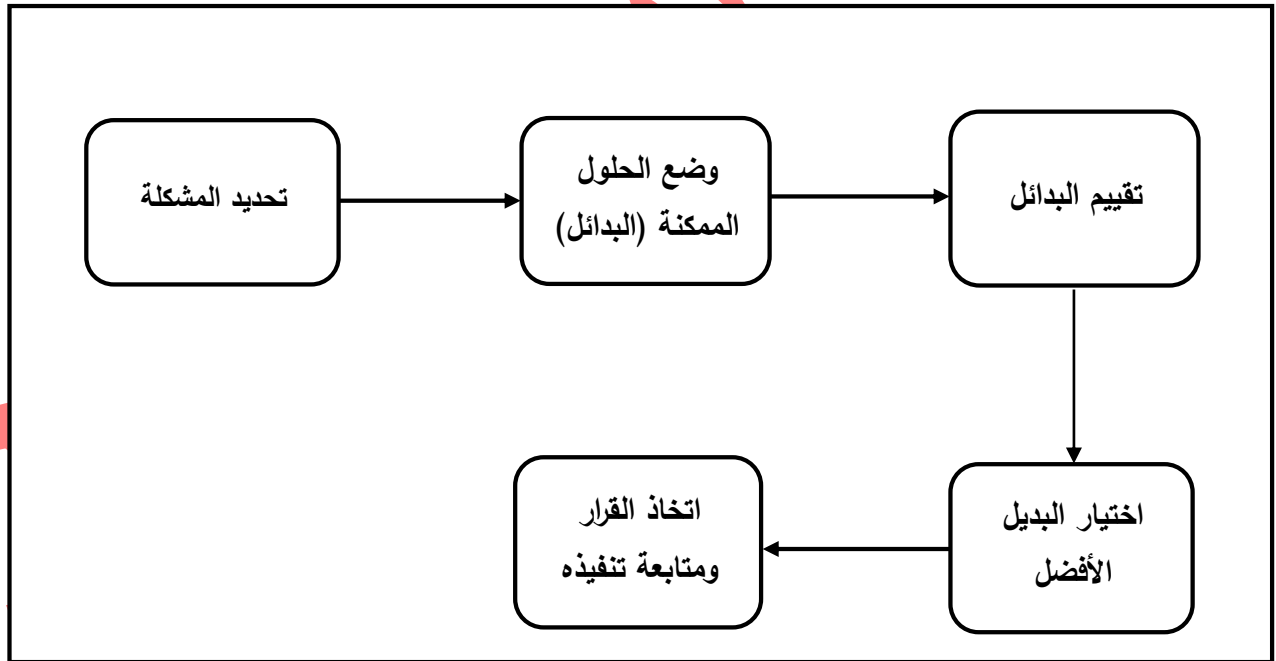 تحديد المشكلة
وضع الحلول
الممكنة (البدائل)
تقييم البدائل
اختيار البديل
الأفضل
اتخاذ القرار
ومتابعة تنفيذه